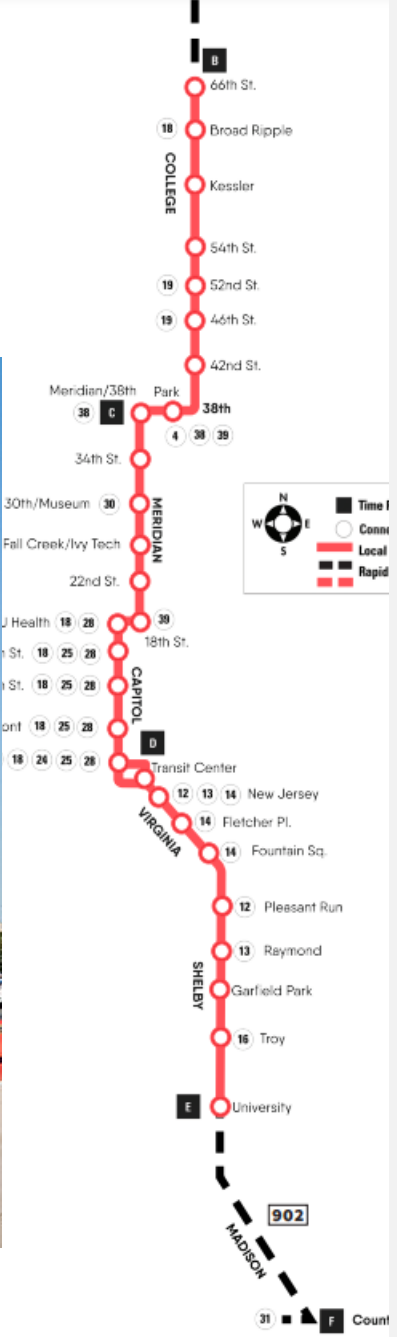 B
66th St.
18 Broad Ripple
COLLEGE
Kessler
54th St.
19 52nd St.
19 46th St.
42nd St.
Meridian/38th Park
38 C 38th
4 38 39
34th St.
30th/Museum 30
MERIDIAN
Fall Creek/Ivy Tech
22nd St.
Health 18 28
39
18th St.
St. 18 25 28
St. 18 25 28
CAPITOL
18 25 28
D
18 24 25 28
Transit Center
12 13 14 New Jersey
14 Fletcher Pl.
VIRGINIA
14 Fountain Sq.
12 Pleasant Run
13 Raymond
SHELBY
Garfield Park
16 Troy
E University
902
MADISON
31 F
N
W E
S
Time
Local
Rapid